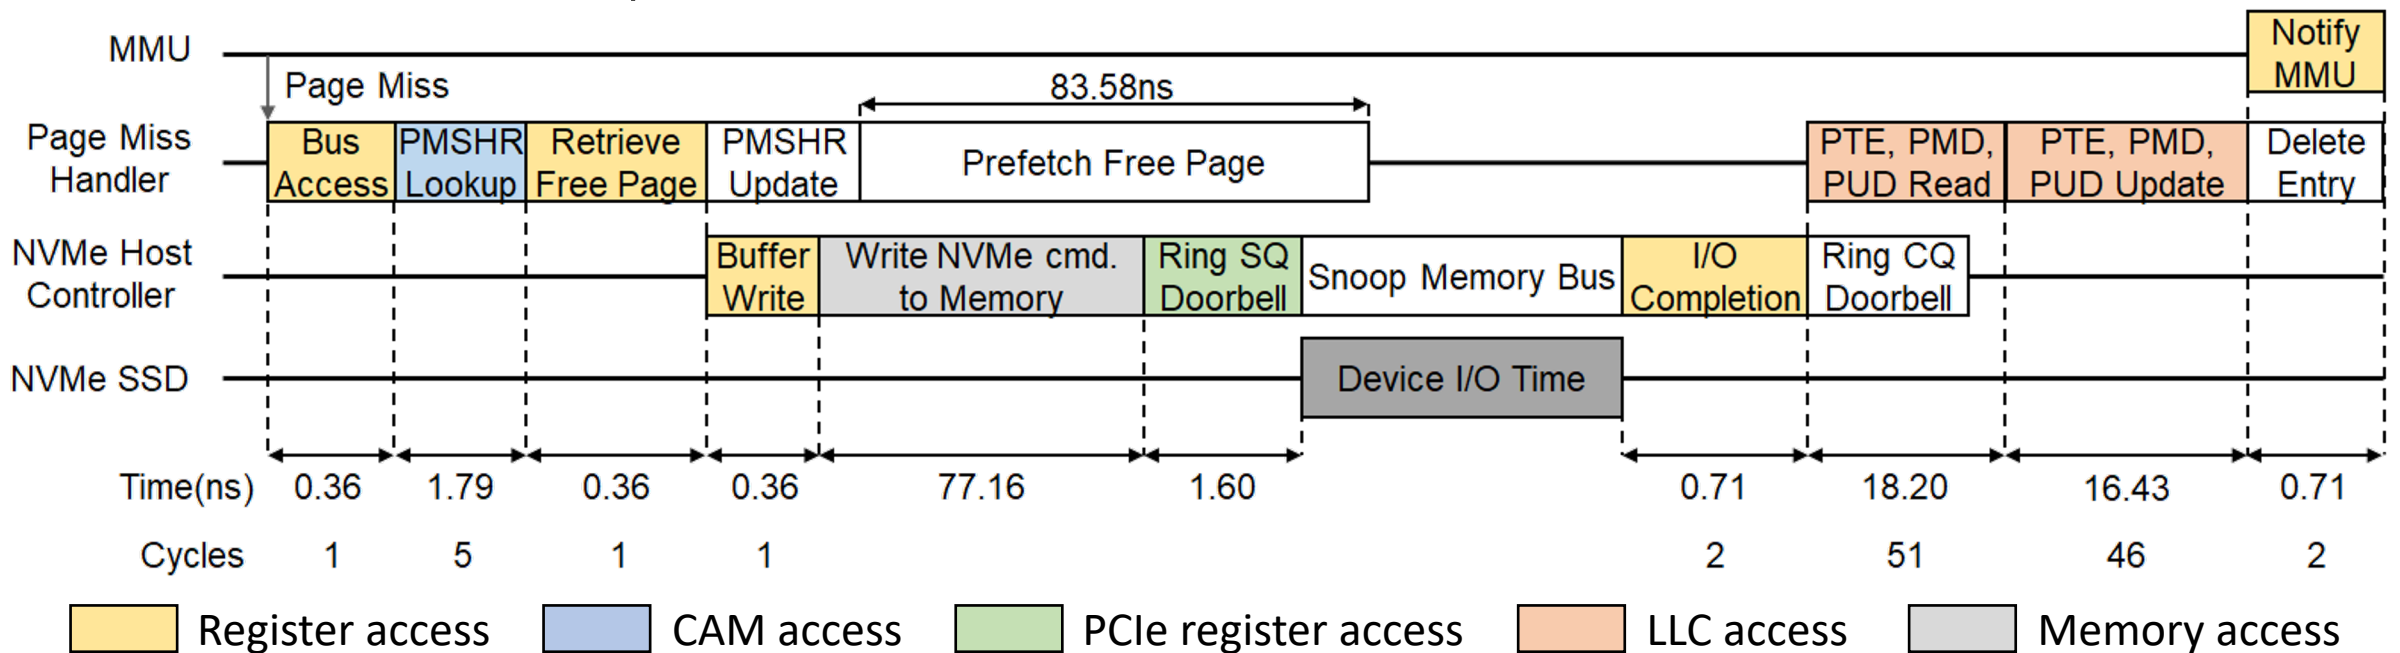 Notify
MMU
MMU
Page Miss
83.58ns
Page Miss
Handler
Bus
Access
PMSHR
Lookup
Retrieve
Free Page
PMSHR
Update
Prefetch Free Page
PTE, PMD,
PUD Read
PTE, PMD,
PUD Update
Delete
Entry
NVMe Host
Controller
Buffer
Write
Write NVMe cmd.
to Memory
Ring SQ
Doorbell
Snoop Memory Bus
I/O
Completion
Ring CQ
Doorbell
NVMe SSD
Device I/O Time
Time(ns) 0.36 1.79 0.36 0.36 77.16 1.60 0.71 18.20 16.43 0.71
Cycles 1 5 1 1 2 51 46 2
Register access CAM access PCIe register access LLC access Memory access